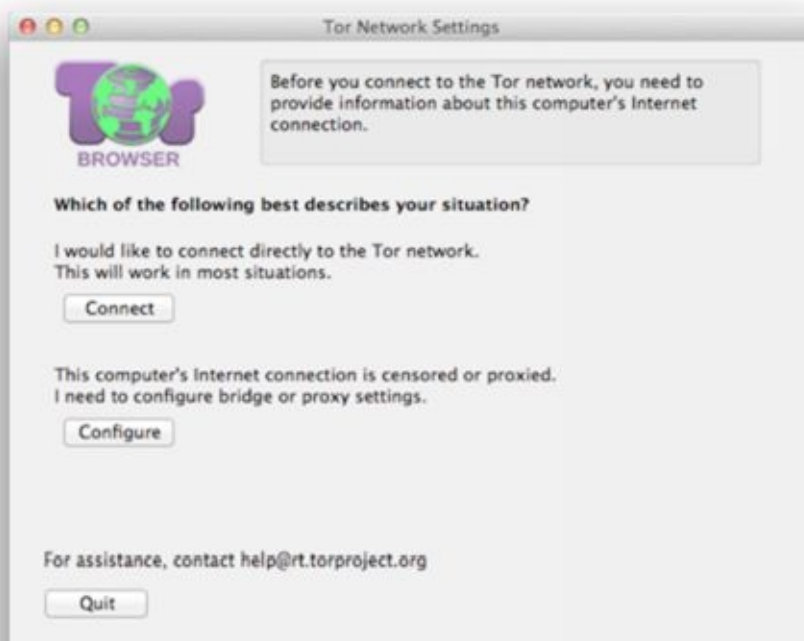 Tor Network Settings
Tor
BROWSER
Before you connect to the Tor network, you need to
provide information about this computer's Internet
connection.
Which of the following best describes your situation?
I would like to connect directly to the Tor network.
This will work in most situations.
Connect
This computer's Internet connection is censored or proxied.
I need to configure bridge or proxy settings.
Configure
For assistance, contact help@rt.torproject.org
Quit